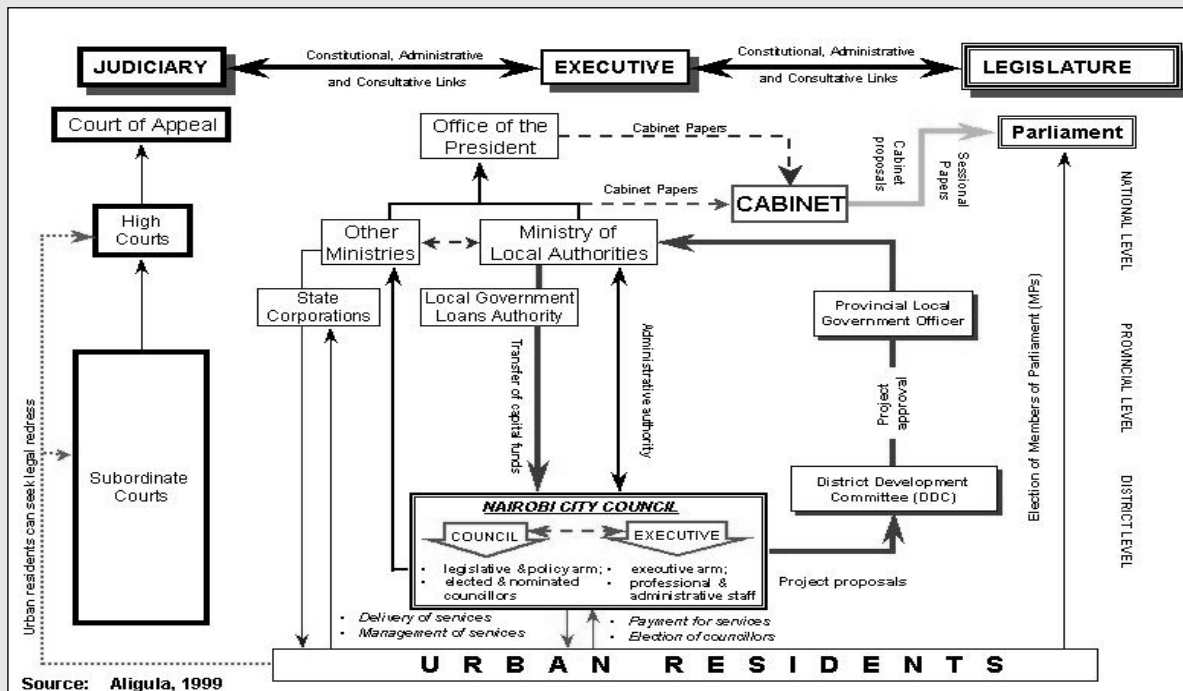 Constitutional, Administrative
and Consultative Links
Constitutional, Administrative
and Consultative Links
JUDICIARY
EXECUTIVE
LEGISLATURE
Court of Appeal
Office of the
President
Cabinet Papers
Cabinet
proposals
Sessional
Papers
Parliament
Cabinet Papers
CABINET
High
Courts
Other
Ministries
Ministry of
Local Authorities
NATIONAL LEVEL
State
Corporations
Local Government
Loans Authority
Provincial Local
Government Officer
Transfer of capital funds
Administrative authority
Project
approval
Election of Members of Parliament (MPs)
PROVINCIAL LEVEL
Urban residents can seek legal redress
Subordinate
Courts
District Development
Committee (DDC)
DISTRICT LEVEL
NAIROBI CITY COUNCIL
COUNCIL
EXECUTIVE
• legislative & policy arm;
• elected & nominated
councillors
• executive arm;
• professional &
administrative staff
Project proposals
• Delivery of services
• Management of services
• Payment for services
• Election of councillors
URBAN RESIDENTS
Source: Aligula, 1999